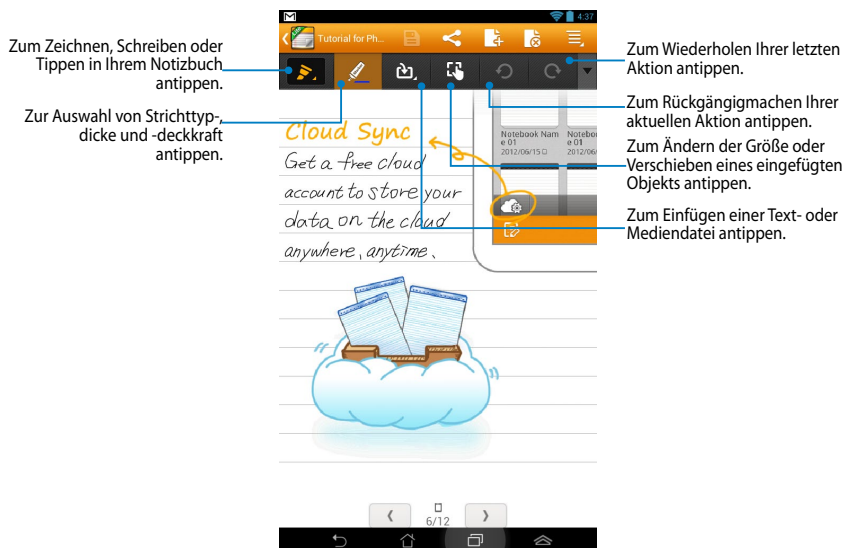 4:37
Tutorial for Ph...
Zum Zeichnen, Schreiben oder
Tippen in Ihrem Notizbuch
antippen.
Zur Auswahl von Strichttyp-,
dicke und -deckkraft
antippen.
Zum Wiederholen Ihrer letzten
Aktion antippen.
Zum Rückgängigmachen Ihrer
aktuellen Aktion antippen.
Zum Ändern der Größe oder
Verschieben eines eingefügten
Objekts antippen.
Zum Einfügen einer Text- oder
Mediendatei antippen.
Cloud Sync
Get a free cloud
account to store your
data on the cloud
anywhere, anytime.
Notebook Nam
e 01
2012/06/15
Notebo
e 01
2012/06/
6/12